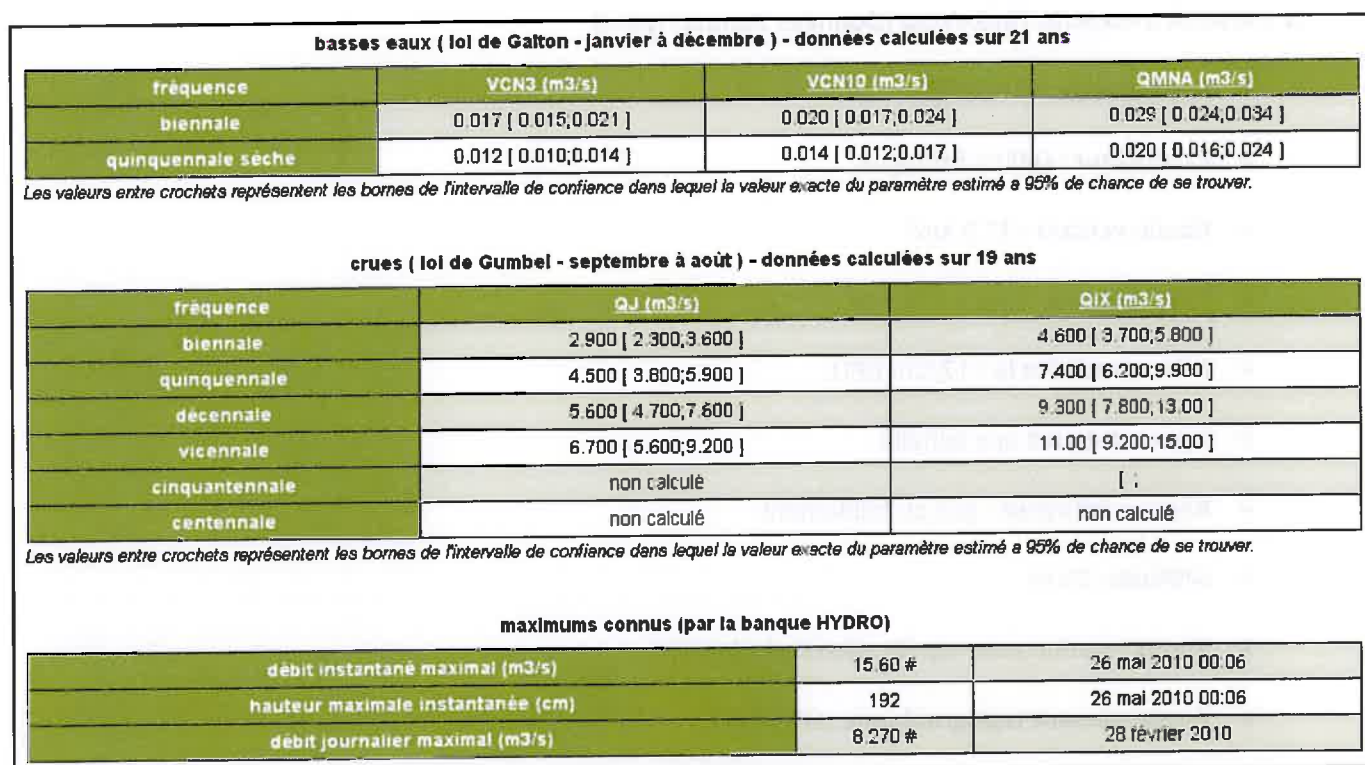 basses eaux ( loi de Galton - janvier à décembre ) - données calculées sur 21 ans
fréquence VCN3 (m3/s) VCN10 (m3/s) QMNA (m3/s)
biennale 0.017 [ 0.015;0.021 ] 0.020 [ 0.017;0.024 ] 0.029 [ 0.024;0.034 ]
quinquennale sèche 0.012 [ 0.010;0.014 ] 0.014 [ 0.012;0.017 ] 0.020 [ 0.016;0.024 ]
Les valeurs entre crochets représentent les bornes de l'intervalle de confiance dans lequel la valeur exacte du paramètre estimé a 95% de chance de se trouver.
crues ( loi de Gumbel - septembre à août ) - données calculées sur 19 ans
fréquence QJ (m3/s) QIX (m3/s)
biennale 2.900 [ 2.300;3.600 ] 4.600 [ 3.700;5.800 ]
quinquennale 4.500 [ 3.800;5.900 ] 7.400 [ 6.200;9.900 ]
décennale 5.600 [ 4.700;7.600 ] 9.300 [ 7.800;13.00 ]
vicennale 6.700 [ 5.600;9.200 ] 11.00 [ 9.200;15.00 ]
cinquantennale non calculé [ ;
centennale non calculé non calculé
Les valeurs entre crochets représentent les bornes de l'intervalle de confiance dans lequel la valeur exacte du paramètre estimé a 95% de chance de se trouver.
maximums connus (par la banque HYDRO)
débit instantané maximal (m3/s) 15.60 # 26 mai 2010 00:06
hauteur maximale instantanée (cm) 192 26 mai 2010 00:06
débit journalier maximal (m3/s) 8.270 # 28 février 2010